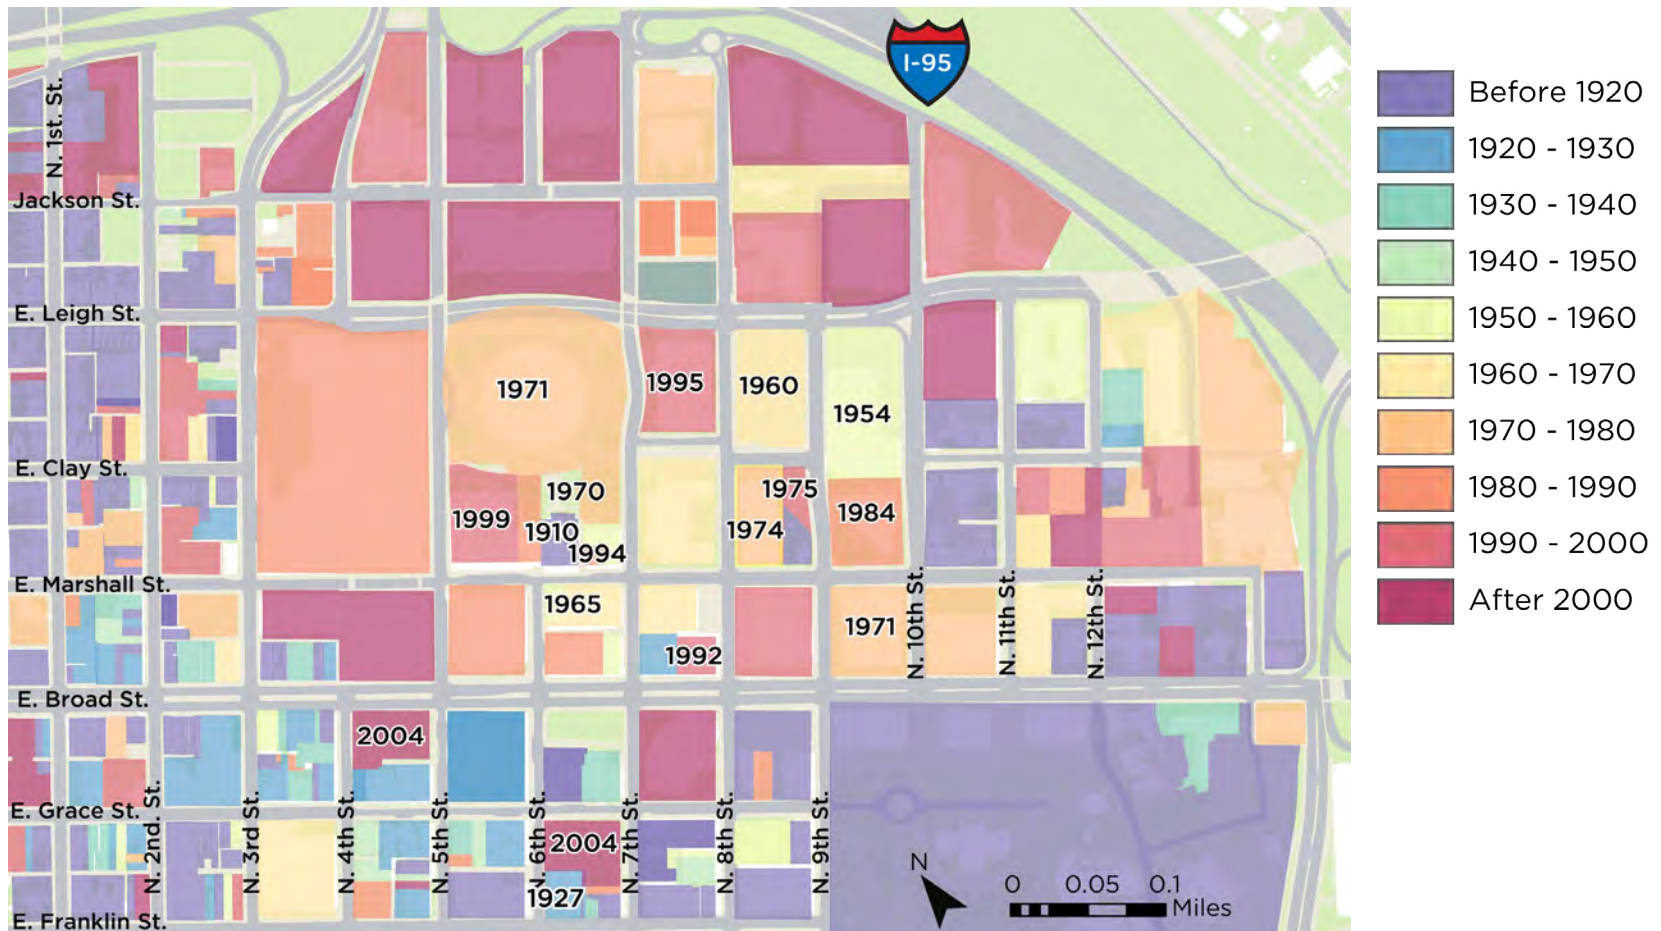 I-95
N. 1st. St.
Jackson St.
E. Leigh St.
E. Clay St.
E. Marshall St.
E. Broad St.
E. Grace St.
E. Franklin St.
1971
1995
1960
1954
1970
1975
1999
1910
1974
1984
1994
1965
1971
1992
2004
2004
1927
N. 2nd. St.
N. 3rd St.
N. 4th St.
N. 5th St.
N. 6th St.
N. 7th St.
N. 8th St.
N. 9th St.
N. 10th St.
N. 11th St.
N. 12th St.
N
0 0.05 0.1
Miles
Before 1920
1920 - 1930
1930 - 1940
1940 - 1950
1950 - 1960
1960 - 1970
1970 - 1980
1980 - 1990
1990 - 2000
After 2000